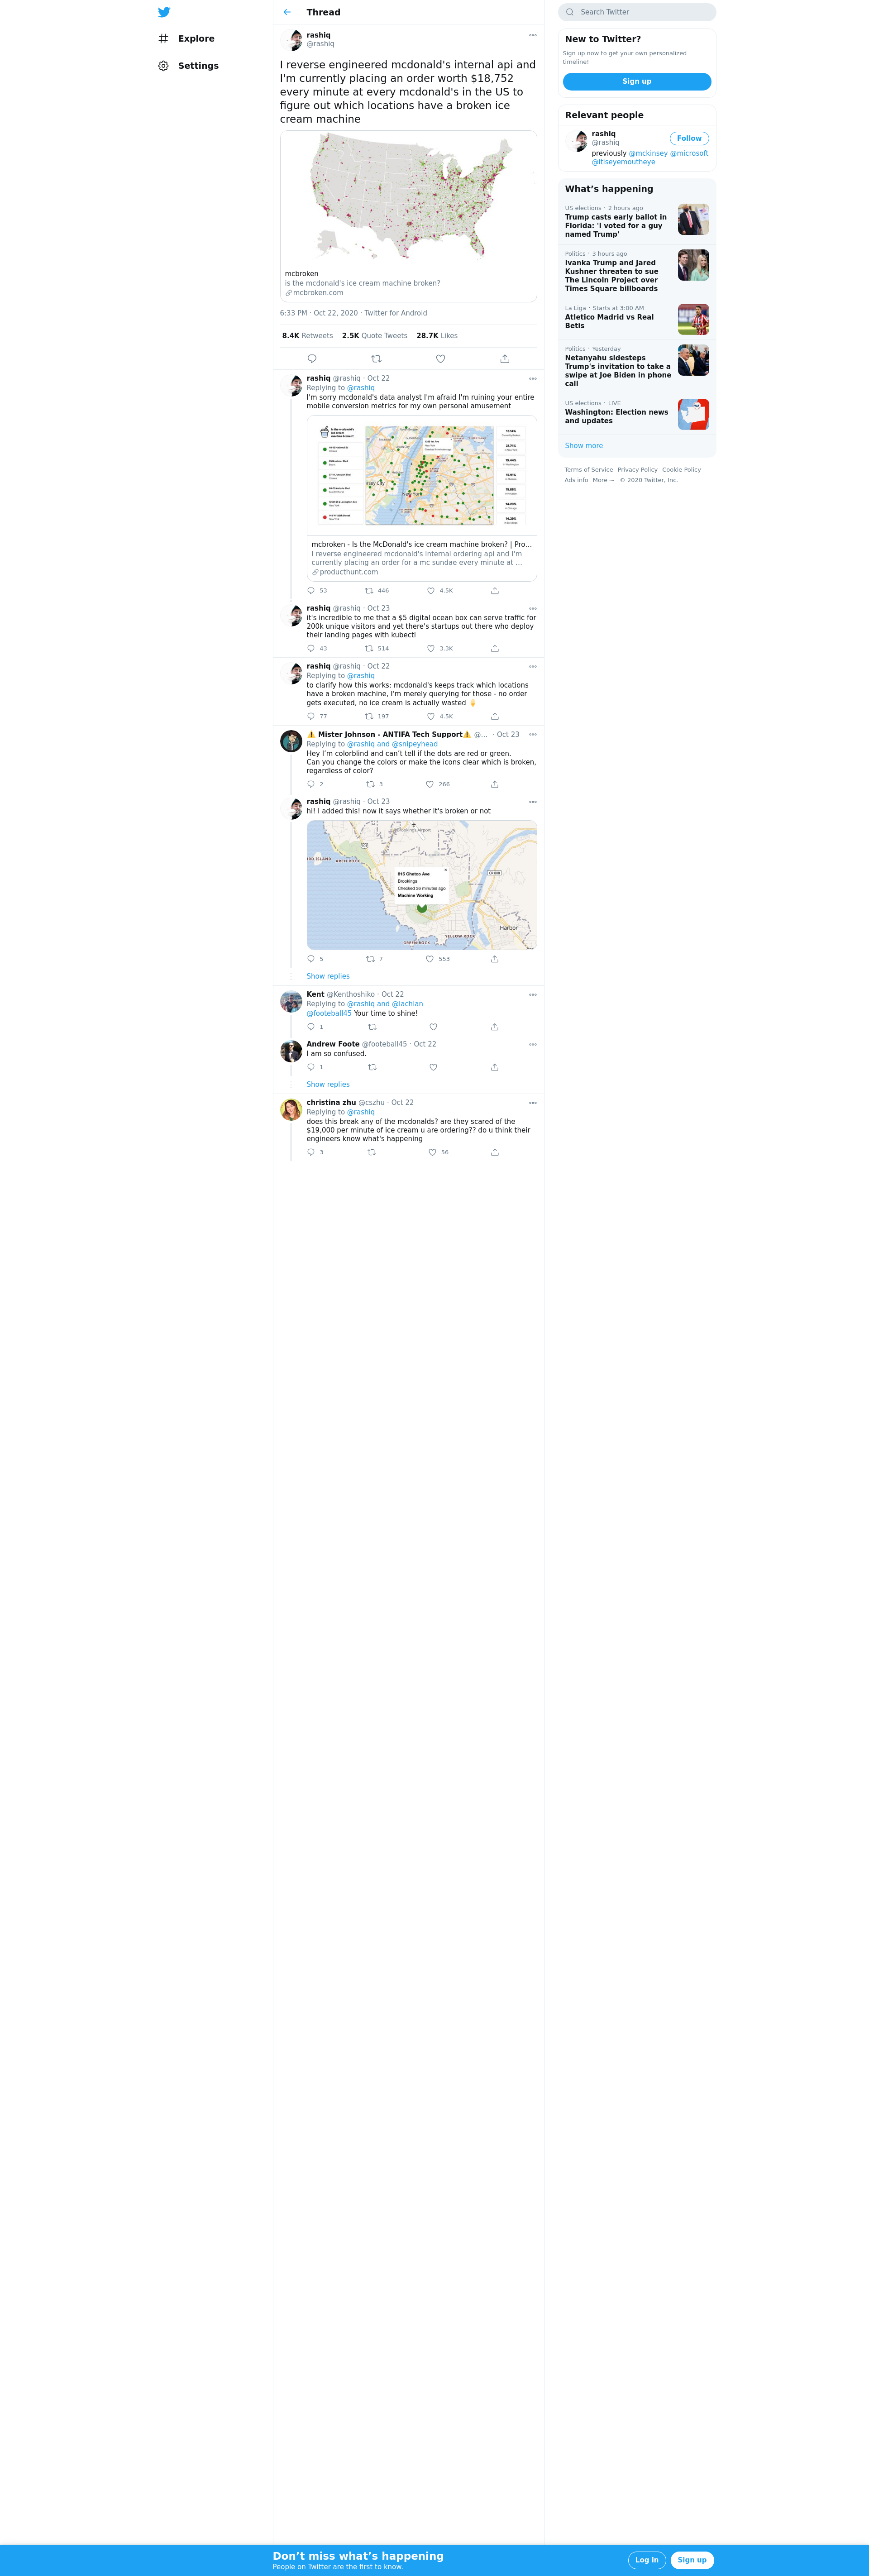 Explore
Settings
Thread
rashiq
@rashiq
I reverse engineered mcdonald's internal api and
I'm currently placing an order worth $18,752
every minute at every mcdonald's in the US to
figure out which locations have a broken ice
cream machine
mcbroken
is the mcdonald's ice cream machine broken?
mcbroken.com
6:33 PM · Oct 22, 2020 · Twitter for Android
8.4K Retweets 2.5K Quote Tweets 28.7K Likes
rashiq @rashiq · Oct 22
Replying to @rashiq
I'm sorry mcdonald's data analyst I'm afraid I'm ruining your entire
mobile conversion metrics for my own personal amusement
mcbroken - Is the McDonald's ice cream machine broken? | Pro...
I reverse engineered mcdonald's internal ordering api and I'm
currently placing an order for a mc sundae every minute at ...
producthunt.com
53 446 4.5K
rashiq @rashiq · Oct 23
it's incredible to me that a $5 digital ocean box can serve traffic for
200k unique visitors and yet there's startups out there who deploy
their landing pages with kubectl
43 514 3.3K
rashiq @rashiq · Oct 22
Replying to @rashiq
to clarify how this works: mcdonald's keeps track which locations
have a broken machine, I'm merely querying for those - no order
gets executed, no ice cream is actually wasted 🍦
77 197 4.5K
⚠️ Mister Johnson - ANTIFA Tech Support⚠️ @... · Oct 23
Replying to @rashiq and @snipeyhead
Hey I’m colorblind and can’t tell if the dots are red or green.
Can you change the colors or make the icons clear which is broken,
regardless of color?
2 3 266
rashiq @rashiq · Oct 23
hi! I added this! now it says whether it's broken or not
ARCH ROCK
815 Chetco Ave
Brookings
Checked 36 minutes ago
Machine Working
Harbor
YELLOW ROCK
GREEN ROCK
5 7 553
Show replies
Kent @Kenthoshiko · Oct 22
Replying to @rashiq and @lachlan
@footeball45 Your time to shine!
1
Andrew Foote @footeball45 · Oct 22
I am so confused.
1
Show replies
christina zhu @cszhu · Oct 22
Replying to @rashiq
does this break any of the mcdonalds? are they scared of the
$19,000 per minute of ice cream u are ordering?? do u think their
engineers know what's happening
3 56
Search Twitter
New to Twitter?
Sign up now to get your own personalized
timeline!
Sign up
Relevant people
rashiq
@rashiq
Follow
previously @mckinsey @microsoft
@itiseyemoutheye
What’s happening
US elections · 2 hours ago
Trump casts early ballot in
Florida: 'I voted for a guy
named Trump'
Politics · 3 hours ago
Ivanka Trump and Jared
Kushner threaten to sue
The Lincoln Project over
Times Square billboards
La Liga · Starts at 3:00 AM
Atletico Madrid vs Real
Betis
Politics · Yesterday
Netanyahu sidesteps
Trump's invitation to take a
swipe at Joe Biden in phone
call
US elections · LIVE
Washington: Election news
and updates
Show more
Terms of Service Privacy Policy Cookie Policy
Ads info More ··· © 2020 Twitter, Inc.
Don’t miss what’s happening
People on Twitter are the first to know.
Log in
Sign up